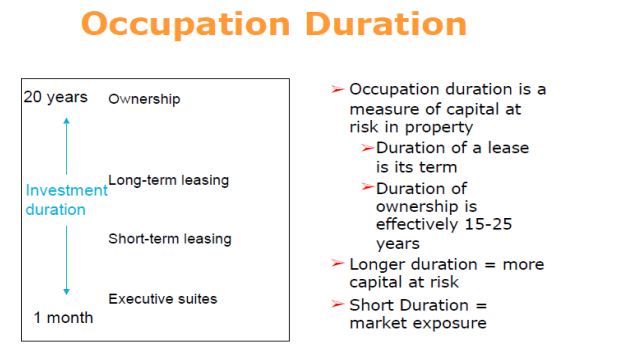 Occupation Duration
20 years
Ownership
Long-term leasing
Investment
duration
Short-term leasing
Executive suites
1 month
➢ Occupation duration is a
measure of capital at
risk in property
➢Duration of a lease
is its term
➢Duration of
ownership is
effectively 15-25
years
➢ Longer duration = more
capital at risk
➢ Short Duration =
market exposure